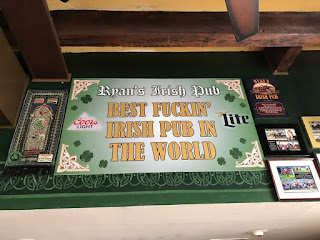 Ryan's Irish Pub
BEST FUCKIN'
IRISH PUB IN
THE WORLD
Coors
LIGHT
Lite
IRISH PUB